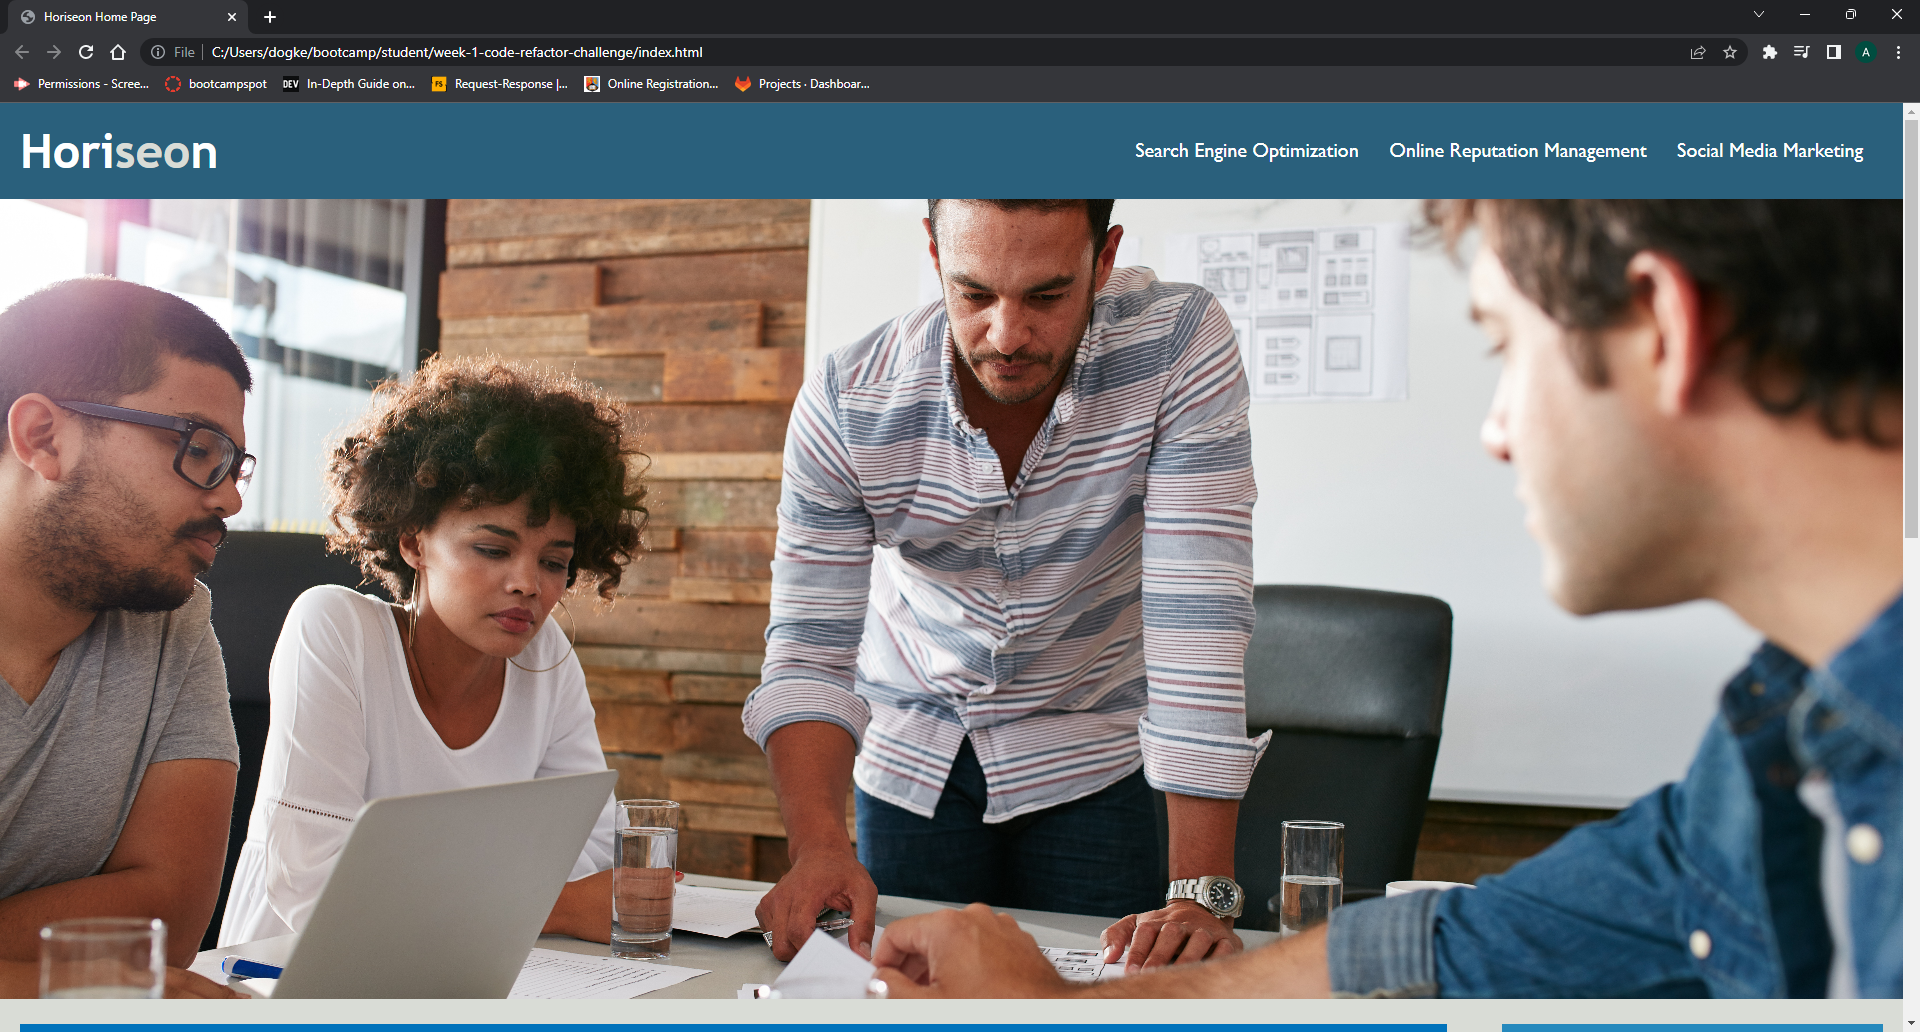 Horiseon Home Page
File C:/Users/dogke/bootcamp/student/week-1-code-refactor-challenge/index.html
A
Permissions - Scree... bootcampspot DEV In-Depth Guide on... FS Request-Response |... Online Registration... Projects · Dashboar...
Horiseon Search Engine Optimization Online Reputation Management Social Media Marketing